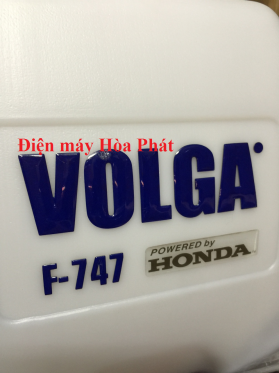 Điện máy Hòa Phát
VOLGA
F-747
POWERED by
HONDA